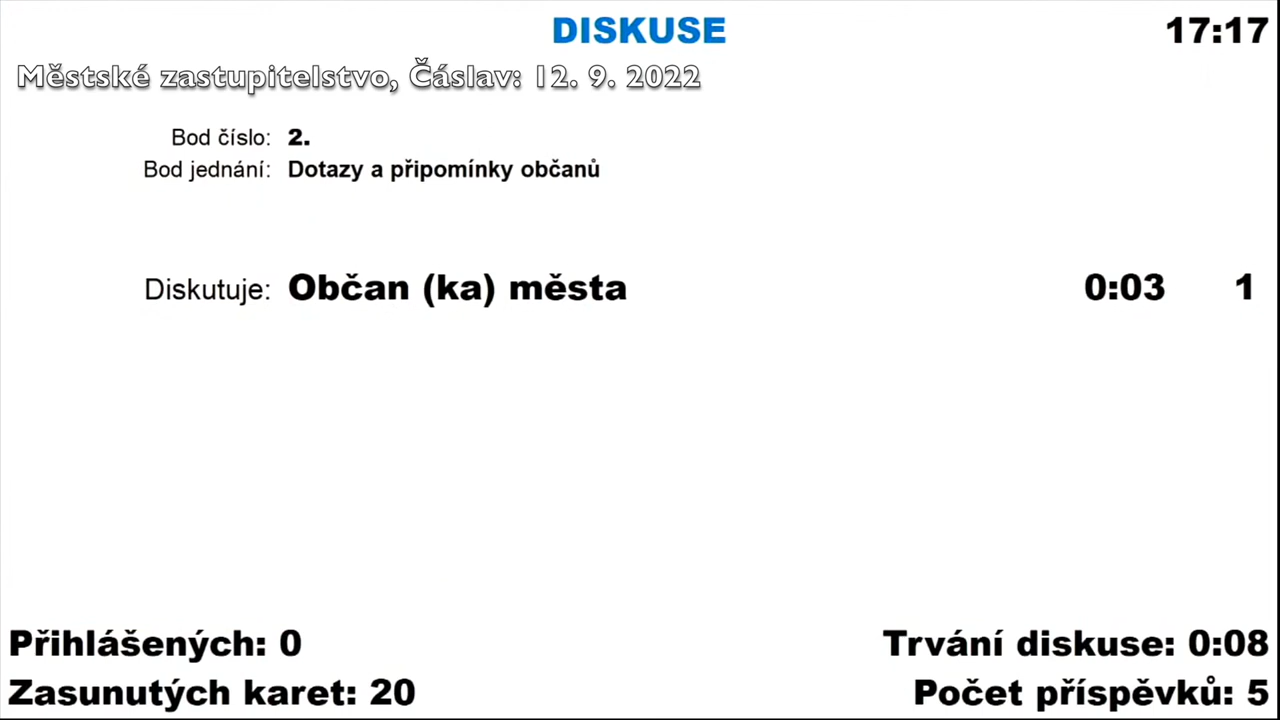 DISKUSE 17:17
Městské zastupitelstvo, Čáslav: 12. 9. 2022
Bod číslo: 2.
Bod jednání: Dotazy a připomínky občanů
Diskutuje: Občan (ka) města 0:03 1
Přihlášených: 0 Trvání diskuse: 0:08
Zasunutých karet: 20 Počet příspěvků: 5